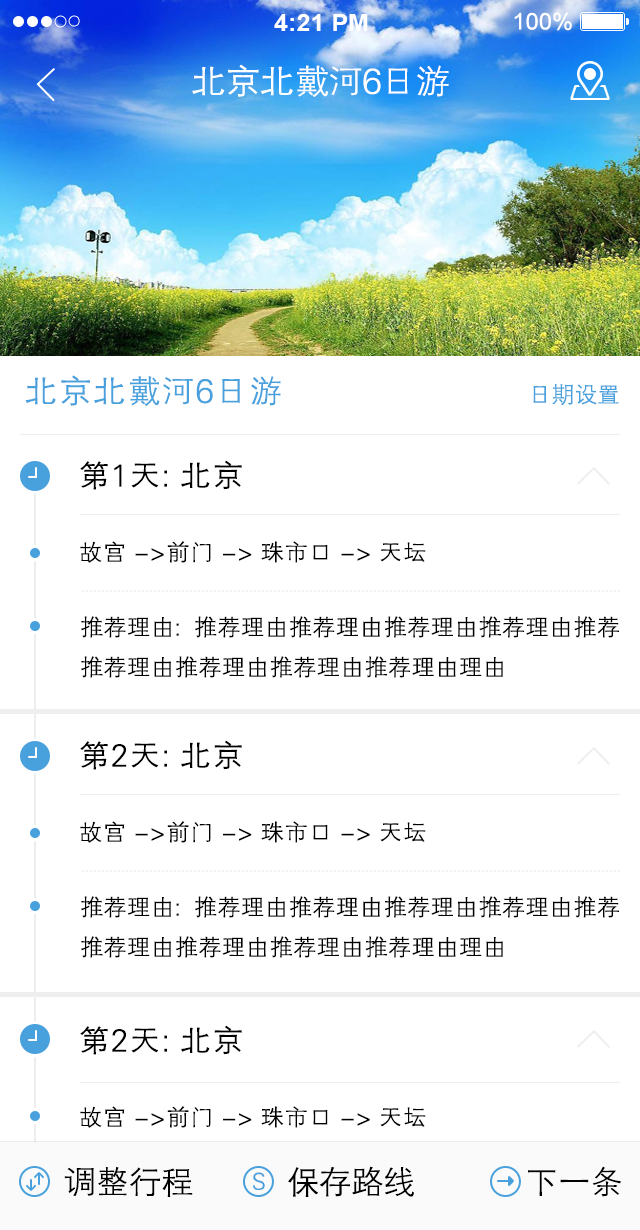 4:21 PM 100%
北京北戴河6日游
北京北戴河6日游 日期设置
第1天: 北京
故宫 –>前门 –> 珠市口 –> 天坛
推荐理由: 推荐理由推荐理由推荐理由推荐理由推荐
推荐理由推荐理由推荐理由推荐理由理由
第2天: 北京
故宫 –>前门 –> 珠市口 –> 天坛
推荐理由: 推荐理由推荐理由推荐理由推荐理由推荐
推荐理由推荐理由推荐理由推荐理由理由
第2天: 北京
故宫 –>前门 –> 珠市口 –> 天坛
调整行程 S 保存路线 下一条